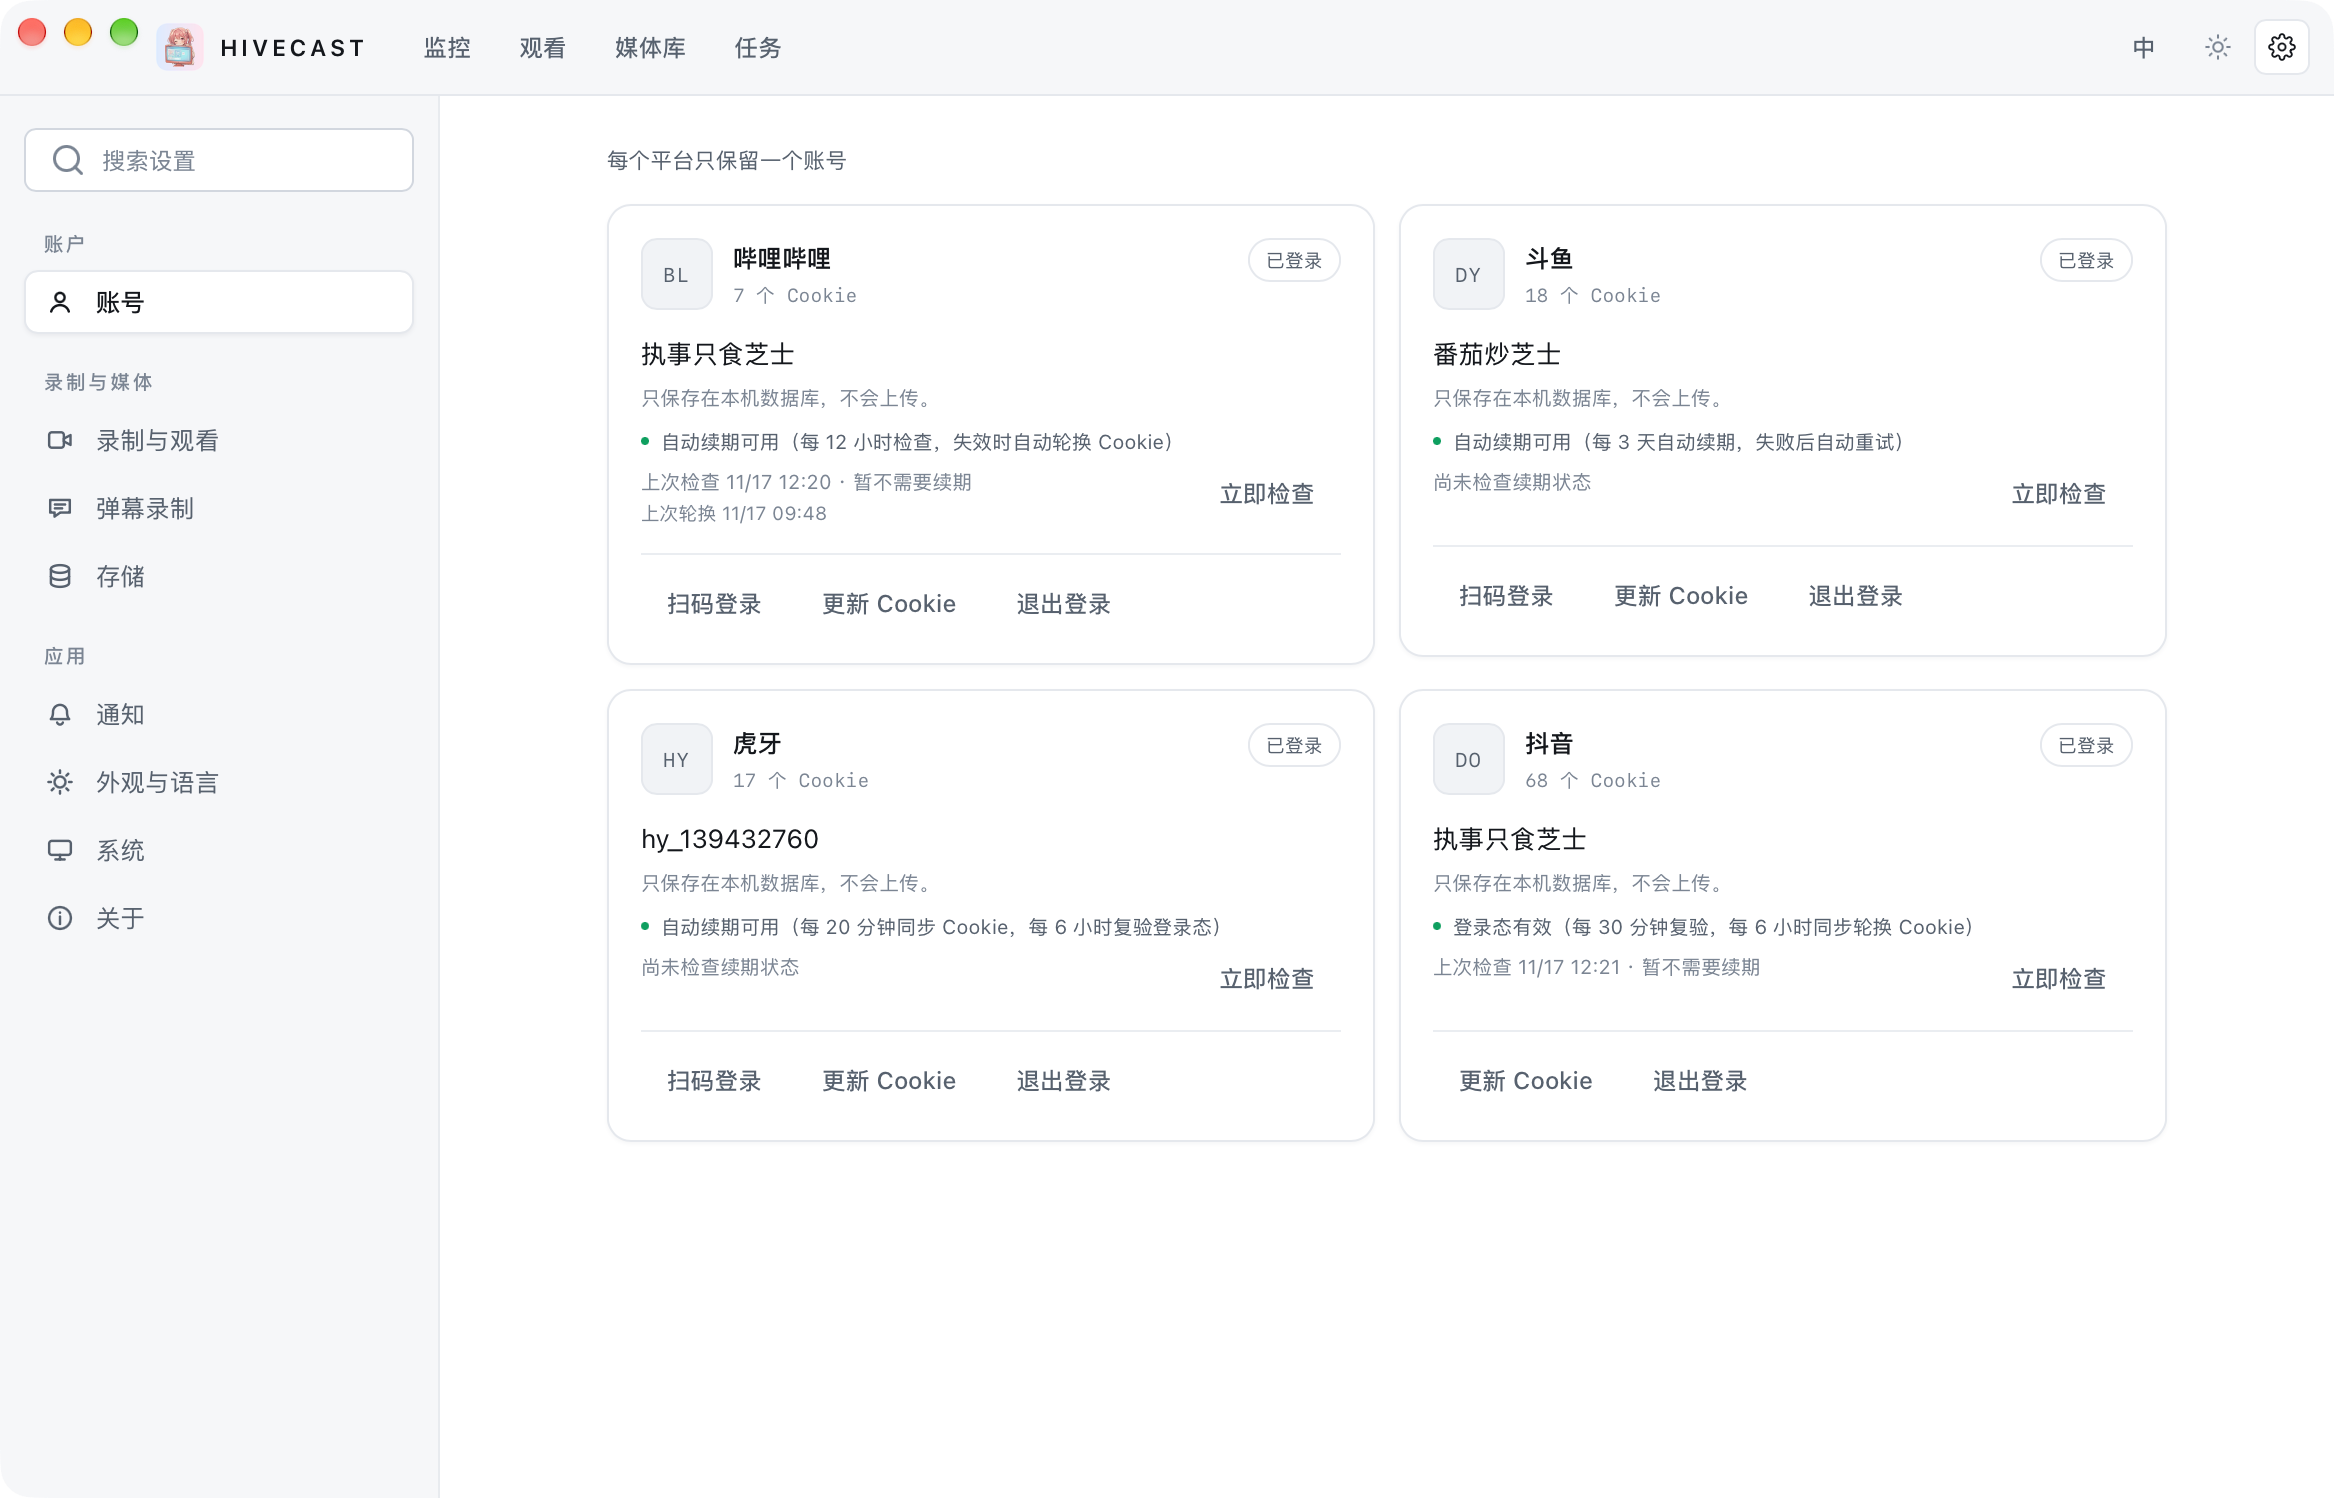 HIVECAST
监控
观看
媒体库
任务
中
搜索设置
账户
账号
录制与媒体
录制与观看
弹幕录制
存储
应用
通知
外观与语言
系统
关于
每个平台只保留一个账号
BL
哔哩哔哩
7 个 Cookie
已登录
执事只食芝士
只保存在本机数据库，不会上传。
自动续期可用（每 12 小时检查，失效时自动轮换 Cookie）
上次检查 11/17 12:20 · 暂不需要续期
上次轮换 11/17 09:48
立即检查
扫码登录 更新 Cookie 退出登录
DY
斗鱼
18 个 Cookie
已登录
番茄炒芝士
只保存在本机数据库，不会上传。
自动续期可用（每 3 天自动续期，失败后自动重试）
尚未检查续期状态
立即检查
扫码登录 更新 Cookie 退出登录
HY
虎牙
17 个 Cookie
已登录
hy_139432760
只保存在本机数据库，不会上传。
自动续期可用（每 20 分钟同步 Cookie，每 6 小时复验登录态）
尚未检查续期状态
立即检查
扫码登录 更新 Cookie 退出登录
DO
抖音
68 个 Cookie
已登录
执事只食芝士
只保存在本机数据库，不会上传。
登录态有效（每 30 分钟复验，每 6 小时同步轮换 Cookie）
上次检查 11/17 12:21 · 暂不需要续期
立即检查
更新 Cookie 退出登录